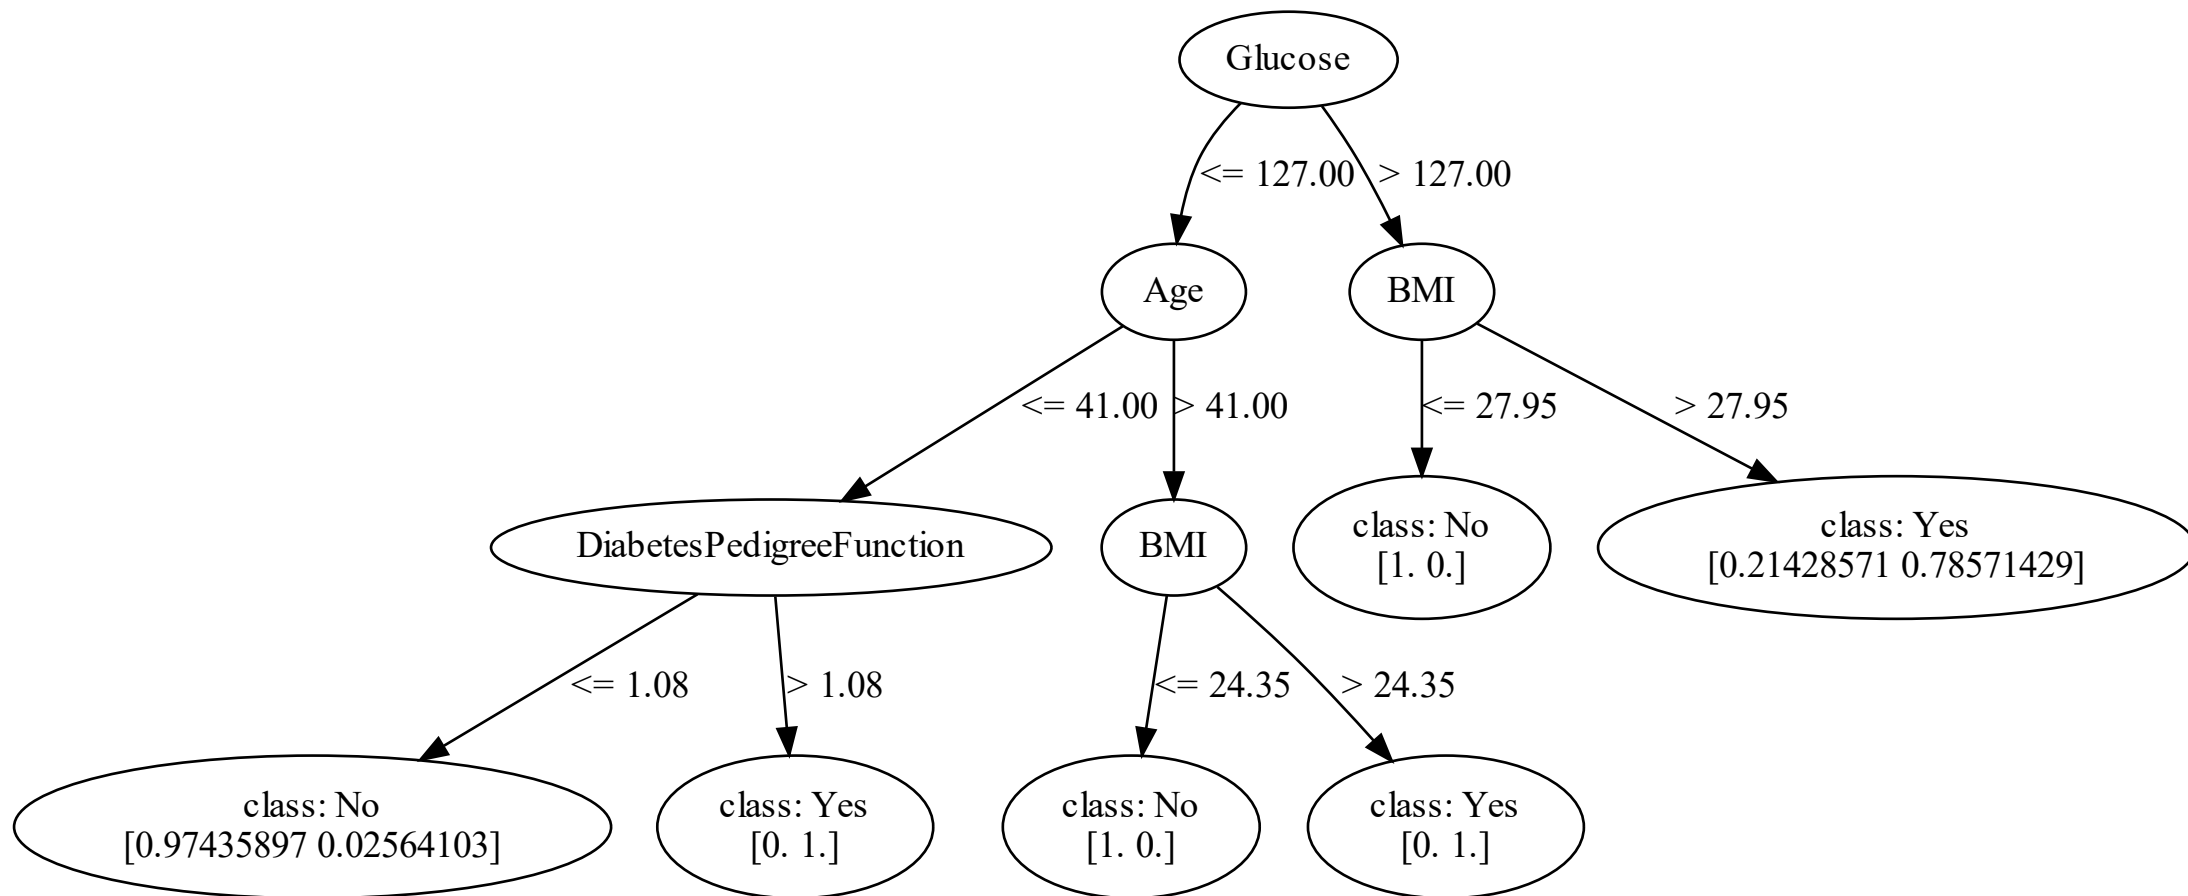 Glucose
<= 127.00
> 127.00
Age
BMI
<= 41.00
> 41.00
<= 27.95
> 27.95
DiabetesPedigreeFunction
BMI
class: No
[1. 0.]
class: Yes
[0.21428571 0.78571429]
<= 1.08
> 1.08
<= 24.35
> 24.35
class: No
[0.97435897 0.02564103]
class: Yes
[0. 1.]
class: No
[1. 0.]
class: Yes
[0. 1.]